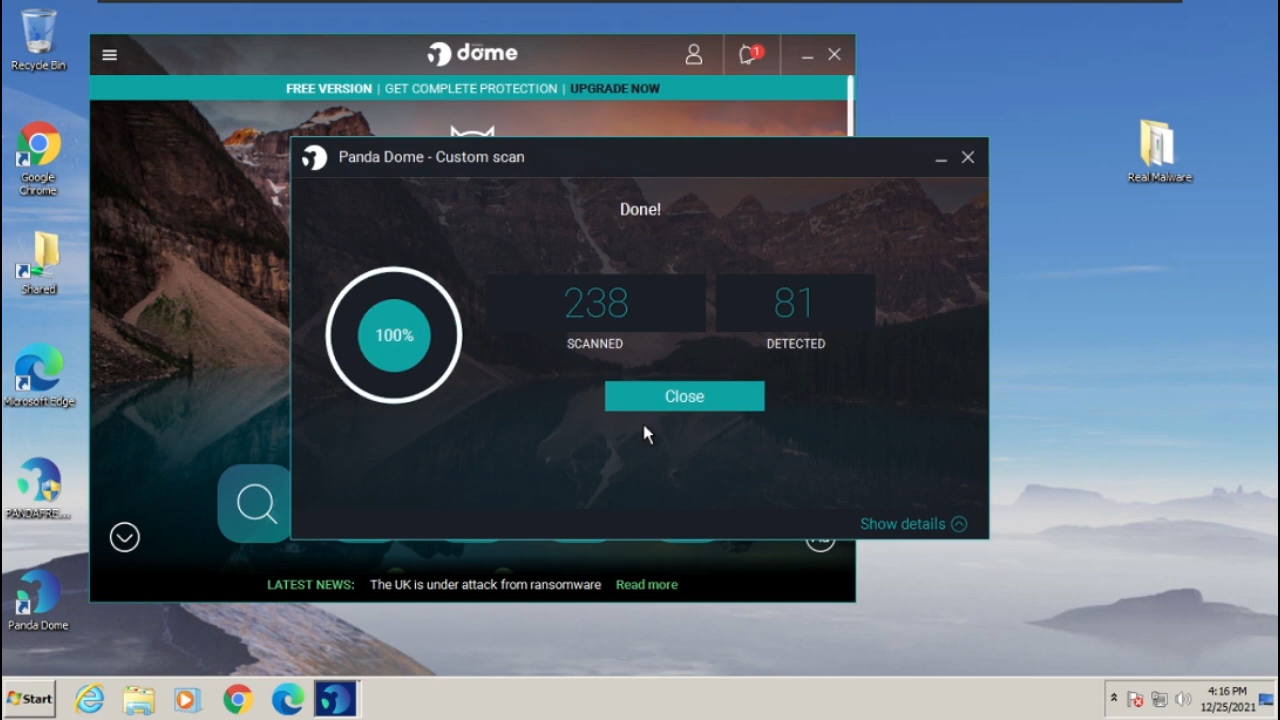 Recycle Bin
Google
Chrome
Shared
Microsoft Edge
PANDAFRE...
Panda Dome
Real Malware
dome
1
FREE VERSION | GET COMPLETE PROTECTION | UPGRADE NOW
Panda Dome - Custom scan
Done!
100%
238
SCANNED
81
DETECTED
Close
Show details
LATEST NEWS: The UK is under attack from ransomware Read more
Start
4:16 PM
12/25/2021